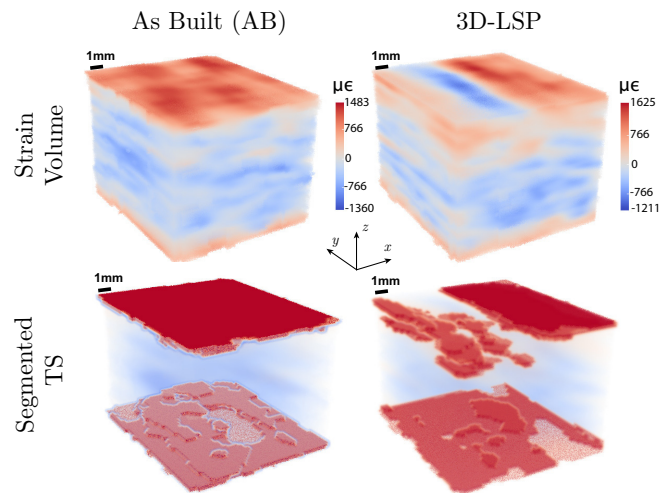 As Built (AB)
3D-LSP
1mm
1mm
με
1483
766
0
-766
-1360
με
1625
766
0
-766
-1211
Strain
Volume
z
y
x
1mm
1mm
Segmented
TS